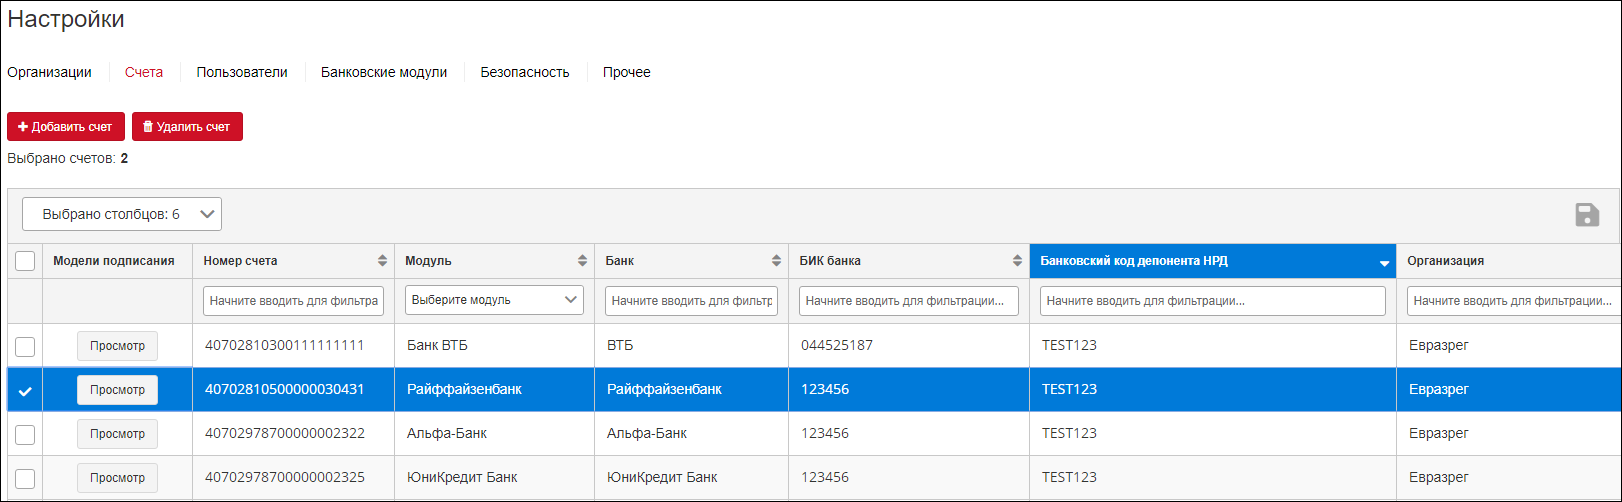 Настройки
Организации Счета Пользователи Банковские модули Безопасность Прочее
Добавить счет Удалить счет
Выбрано счетов: 2
Выбрано столбцов: 6
Модели подписания Номер счета Модуль Банк БИК банка Банковский код депонента НРД Организация
Начните вводить для фильтра Выберите модуль Начните вводить для фильтр Начните вводить для фильтрации... Начните вводить для фильтрации... Начните вводить для фильтрации...
Просмотр 40702810300111111111 Банк ВТБ ВТБ 044525187 TEST123 Евразрег
Просмотр 40702810500000030431 Райффайзенбанк Райффайзенбанк 123456 TEST123 Евразрег
Просмотр 40702978700000002322 Альфа-Банк Альфа-Банк 123456 TEST123 Евразрег
Просмотр 40702978700000002325 ЮниКредит Банк ЮниКредит Банк 123456 TEST123 Евразрег